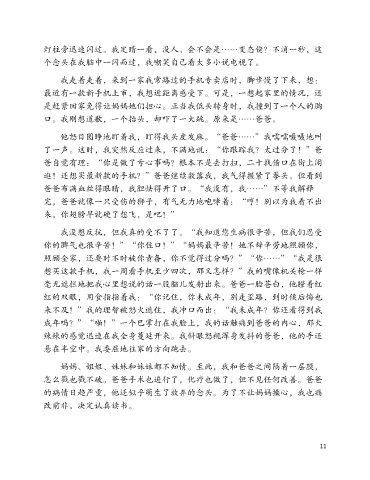 灯柱旁迅速闪过。我定睛一看，没人。会不会是……变态佬？不消一秒，这
个念头在我脑中一闪而过，我嘲笑自己看太多小说电视了。
我走着走着，来到一家我常路过的手机专卖店时，脚步慢了下来，想：
最近有一款新手机上市，我想近距离感受下。可是，一想起家里的情况，还
是赶紧回家免得让妈妈她们担心。正当我低头转身时，我撞到了一个人的胸
口。我刚想道歉，一个抬头，却吓了一大跳。原来是……爸爸。
他怒目圆睁地盯着我，盯得我头皮发麻。“爸爸……”我嚅嚅嗫嗫地叫
了一声。这时，我突然反应过来，不满地说：“你跟踪我？太过分了！”爸
爸自觉有理：“你是做了亏心事吗？根本不是去打扫，二十钱借口在街上闲
逛！还想买最新款的手机？”爸爸继续数落我，我气得握紧了拳头。但看到
爸爸布满血丝得眼睛，我胆怯得开了口。“我没有，我……”不等我解释
完，爸爸就像一只受伤的狮子，有气无力地咆哮着：“哼！别以为我看不出
来，你翅膀早就硬了想飞，是吧！”
我没想反抗，但我真的受不了了。“我知道您生病很辛苦，但我们忍受
你的脾气也很辛苦！”“你住口！”“妈妈最辛苦！她不辞辛劳地照顾你，
照顾全家，还要时不时被你责备，你不觉得过分吗？”“你……”“我是很
想买这款手机，我一周看手机至少四次，那又怎样？”我的嘴像机关枪一样
毫无遮拦地把我心里想说的话一股脑儿发射出来。爸爸一脸苍白，他瞪着红
红的双眼，用食指指着我：“你记住，你未成年，别走歪路，到时候后悔也
来不及！”我的理智被怒火遮住，我冲口而出：“我未成年？你还看得到我
成年吗？”“啪！”一个巴掌打在我脸上，我的话触痛到爸爸的内心，那火
辣辣的感觉迅速在我全身蔓延开来。我斜眼怒视浑身发抖的爸爸，他的手还
悬在半空中。我委屈地往家的方向跑去。
妈妈、姐姐、妹妹和妹妹都不知情。至此，我和爸爸之间隔着一层膜，
怎么戳也戳不破。爸爸手术也进行了，化疗也做了，但不见任何改善。爸爸
的病情日趋严重，他还似乎萌生了放弃的念头。为了不让妈妈操心，我也痛
改前非，决定认真读书。
11